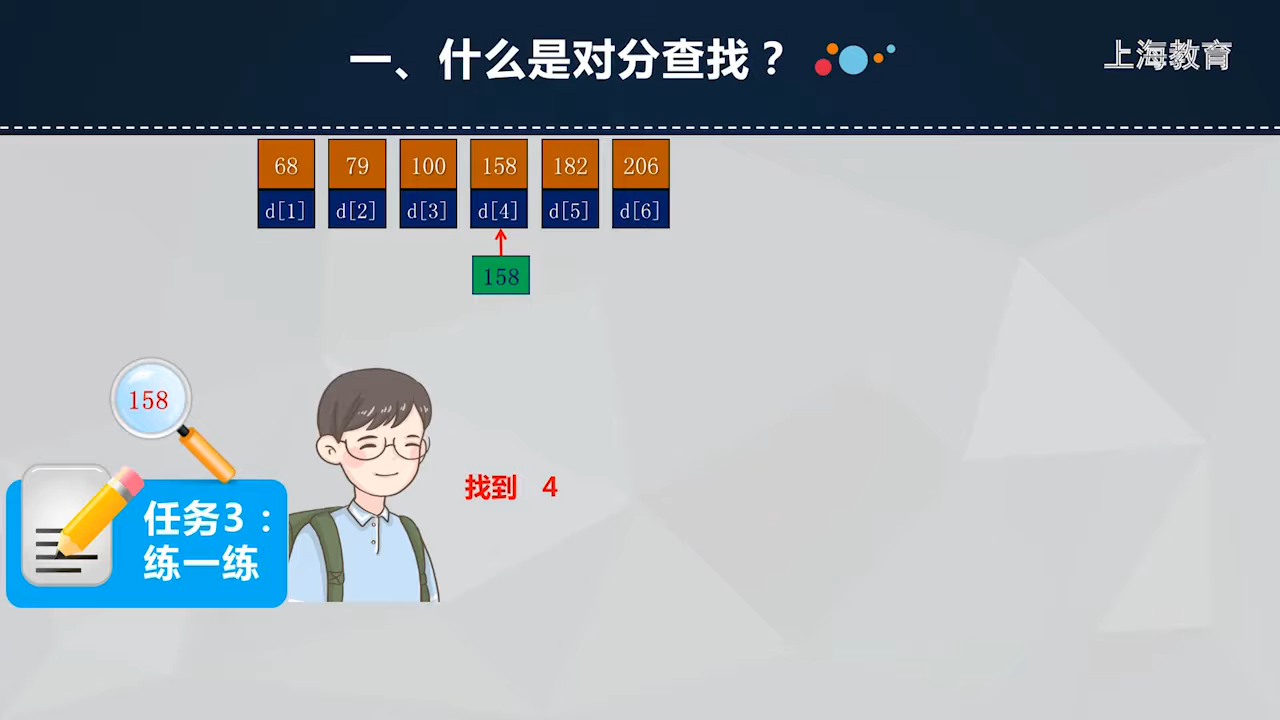 一、什么是对分查找？
上海教育
68 79 100 158 182 206
d[1] d[2] d[3] d[4] d[5] d[6]
158
158
找到 4
任务3：
练一练